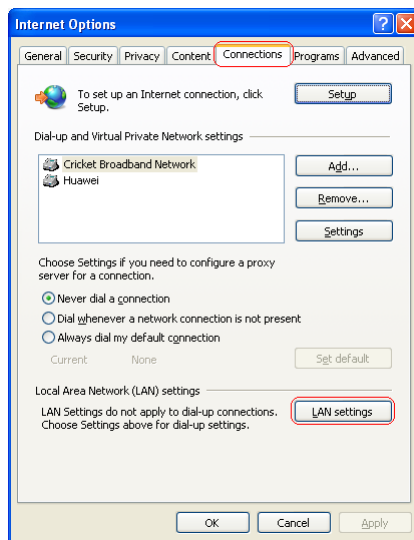 Internet Options
General Security Privacy Content Connections Programs Advanced
To set up an Internet connection, click
Setup.
Setup
Dial-up and Virtual Private Network settings
Cricket Broadband Network
Huawei
Add...
Remove...
Settings
Choose Settings if you need to configure a proxy
server for a connection.
Never dial a connection
Dial whenever a network connection is not present
Always dial my default connection
Current None
Set default
Local Area Network (LAN) settings
LAN Settings do not apply to dial-up connections.
Choose Settings above for dial-up settings.
LAN settings
OK Cancel Apply